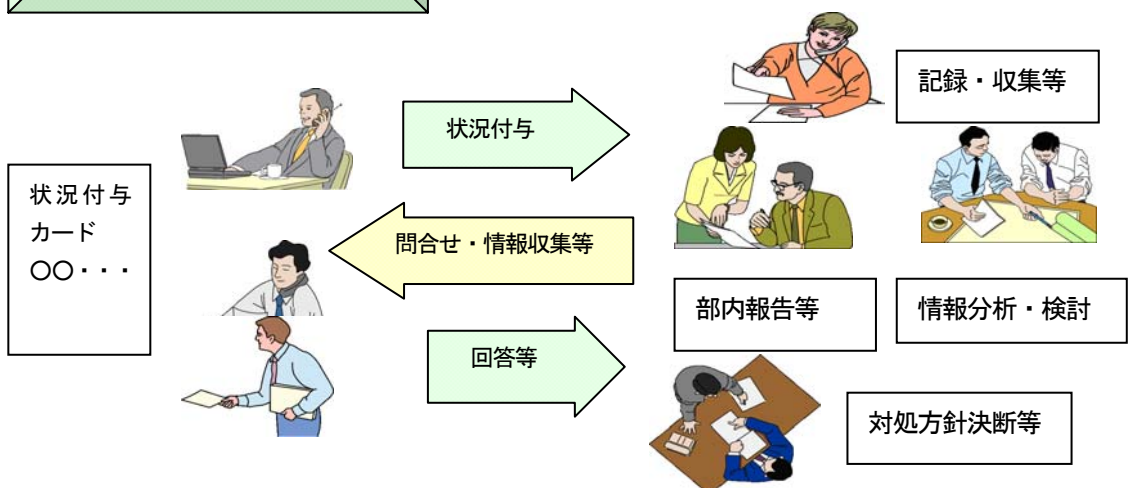 記録・収集等
状況付与
状況付与
カード
〇〇・・・
問合せ・情報収集等
部内報告等
情報分析・検討
回答等
対処方針決断等